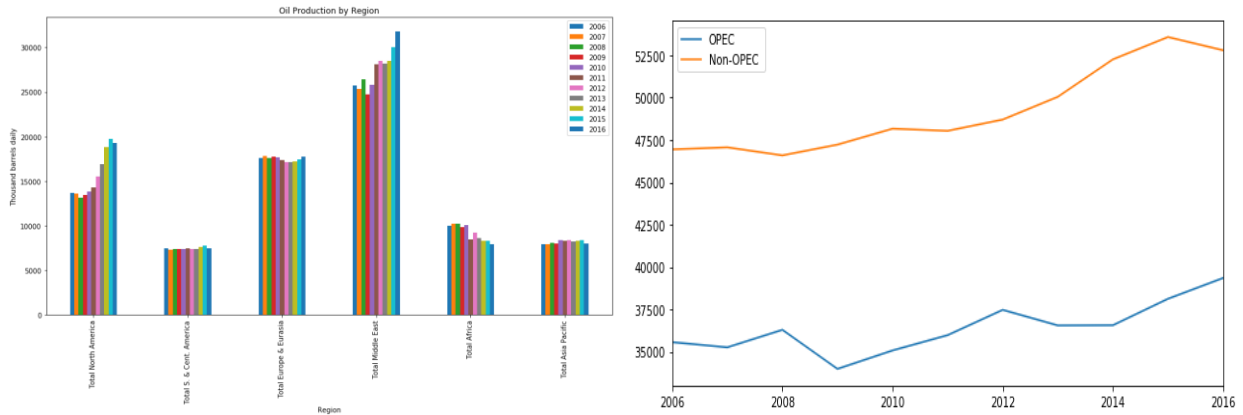 Oil Production by Region
Thousand barrels daily
30000
25000
20000
15000
10000
5000
0
2006
2007
2008
2009
2010
2011
2012
2013
2014
2015
2016
Total North America
Total S. & Cent. America
Total Europe & Eurasia
Total Middle East
Total Africa
Total Asia Pacific
Region
OPEC
Non-OPEC
52500
50000
47500
45000
42500
40000
37500
35000
2006 2008 2010 2012 2014 2016